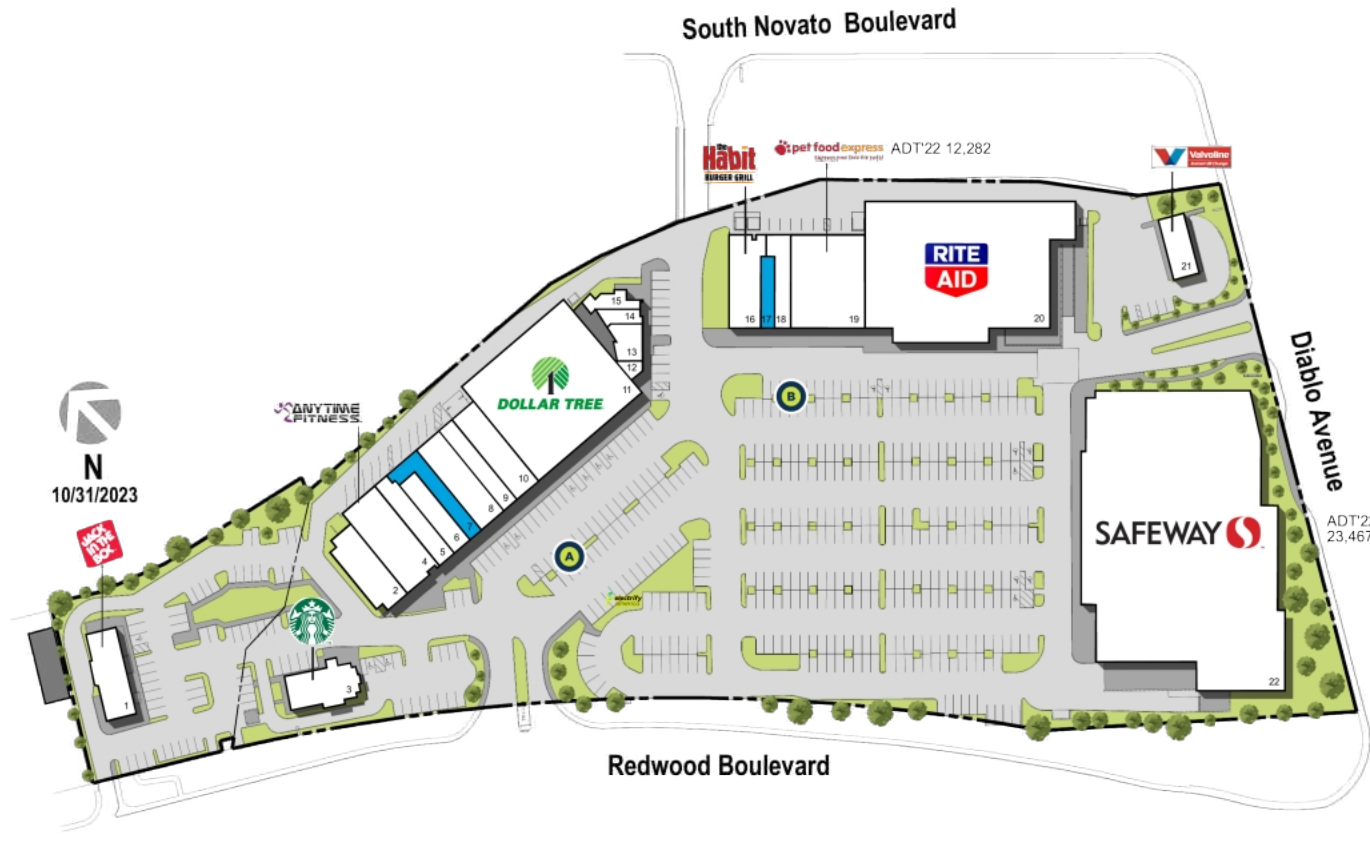 South Novato Boulevard
the
Habit
BURGER GRILL
pet food express
ADT'22 12,282
Valvoline
RITE
AID
21
15
14
13
12
11
16
17
18
19
20
DOLLAR TREE
B
Diablo Avenue
ANYTIME
FITNESS
N
10/31/2023
10
9
8
7
6
5
4
2
JACK
IN THE
BOX
A
SAFEWAY
23,467
electrify
1
3
22
Redwood Boulevard